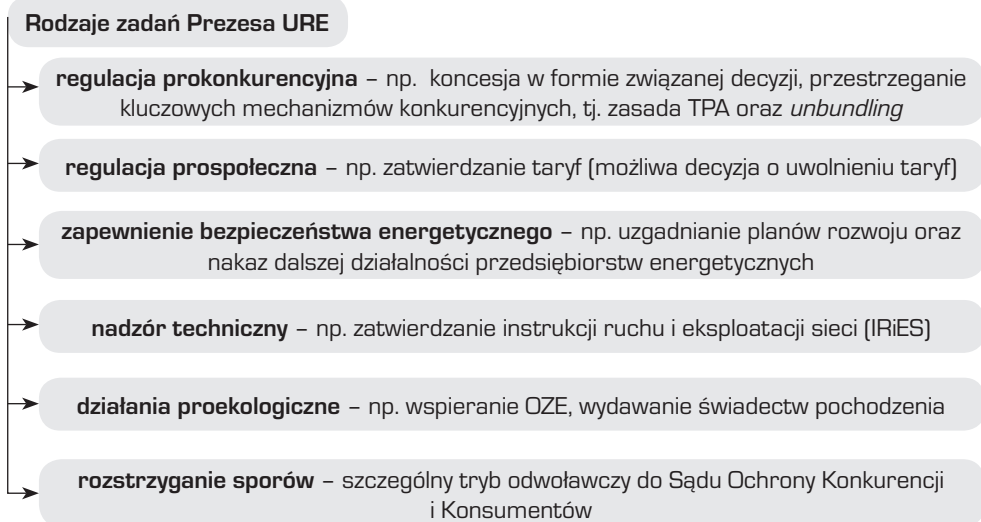 Rodzaje zadań Prezesa URE
regulacja prokonkurencyjna – np. koncesja w formie związanej decyzji, przestrzeganie
kluczowych mechanizmów konkurencyjnych, tj. zasada TPA oraz unbundling
regulacja prospołeczna – np. zatwierdzanie taryf (możliwa decyzja o uwolnieniu taryf)
zapewnienie bezpieczeństwa energetycznego – np. uzgadnianie planów rozwoju oraz
nakaz dalszej działalności przedsiębiorstw energetycznych
nadzór techniczny – np. zatwierdzanie instrukcji ruchu i eksploatacji sieci (IRiES)
działania proekologiczne – np. wspieranie OZE, wydawanie świadectw pochodzenia
rozstrzyganie sporów – szczególny tryb odwoławczy do Sądu Ochrony Konkurencji
i Konsumentów